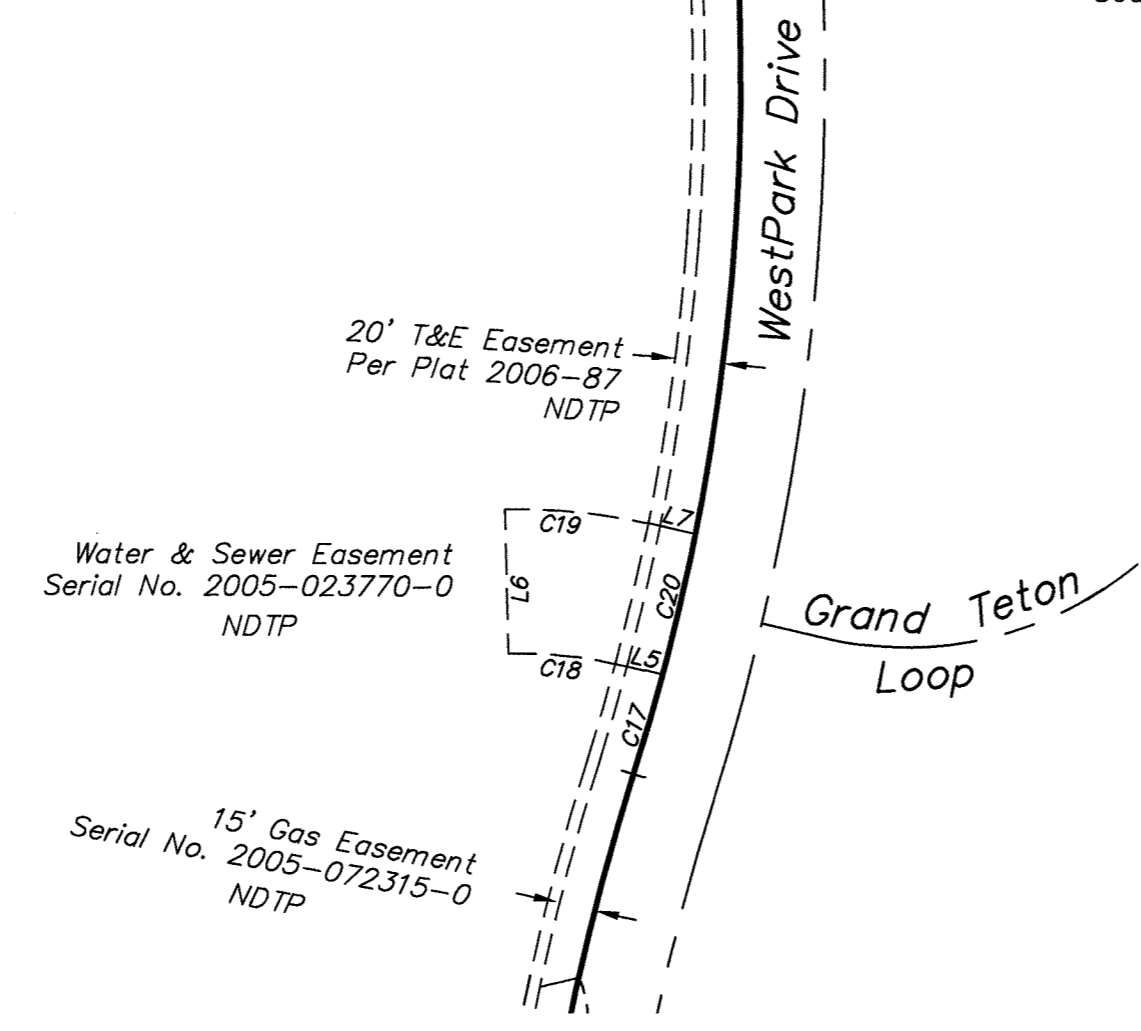 WestPark Drive
20' T&E Easement
Per Plat 2006-87
NDTP
C19
L7
Water & Sewer Easement
Serial No. 2005-023770-0
NDTP
L6
C20
C18
L5
Grand Teton
Loop
C17
15' Gas Easement
Serial No. 2005-072315-0
NDTP